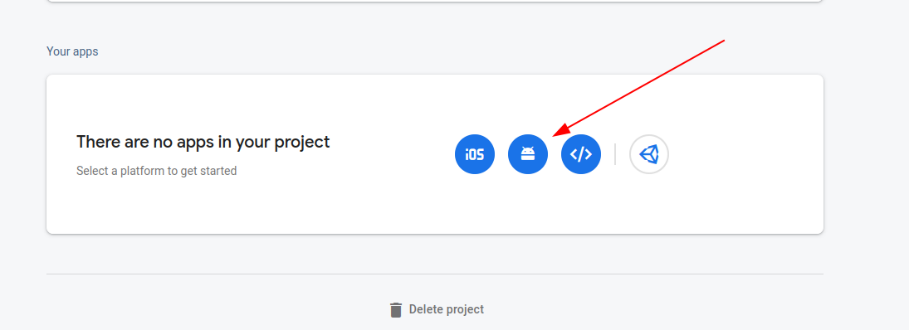 Your apps
There are no apps in your project
iOS
</>
Select a platform to get started
Delete project